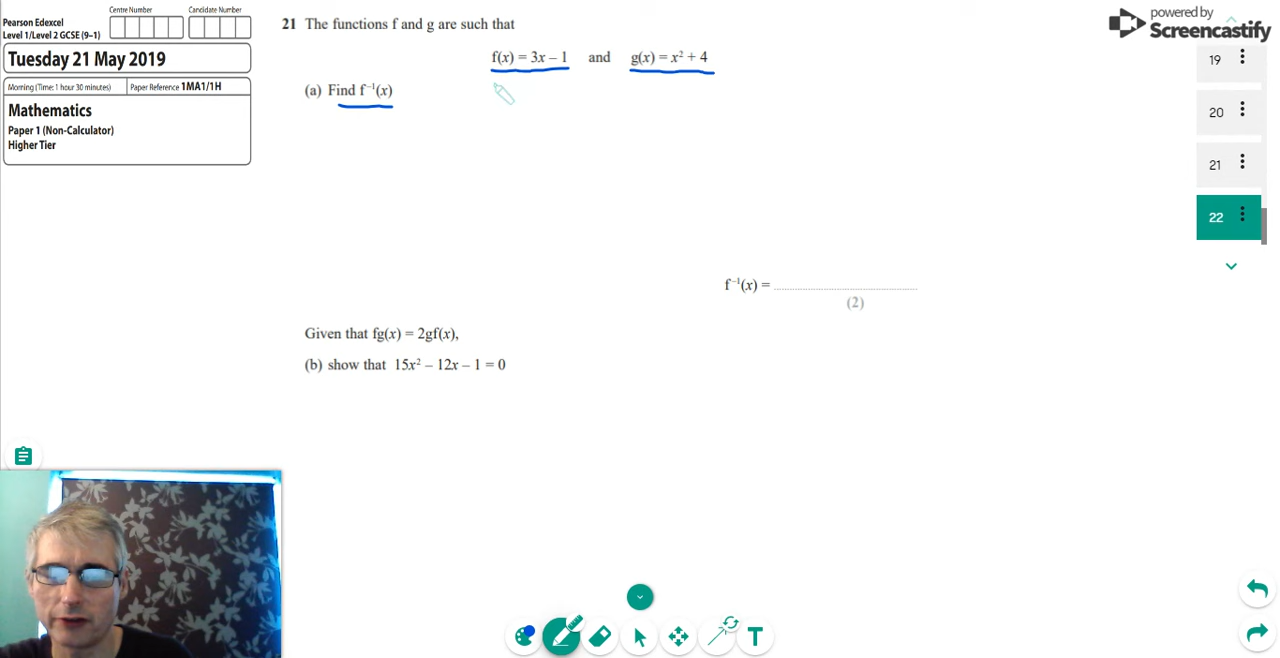 Centre Number Candidate Number
Pearson Edexcel
Level 1/Level 2 GCSE (9–1)
Tuesday 21 May 2019
Morning (Time: 1 hour 30 minutes) Paper Reference 1MA1/1H
Mathematics
Paper 1 (Non-Calculator)
Higher Tier
21 The functions f and g are such that
f(x) = 3x – 1 and g(x) = x² + 4
(a) Find f⁻¹(x)
f⁻¹(x) = ................................................
(2)
Given that fg(x) = 2gf(x),
(b) show that 15x² – 12x – 1 = 0
powered by
Screencastify
19
20
21
22
T